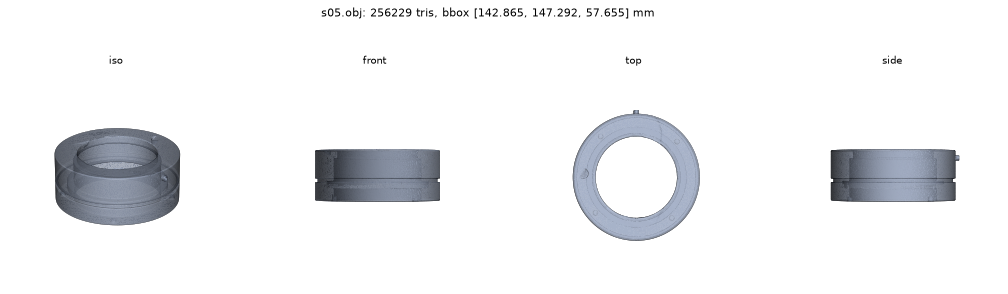 s05.obj: 256229 tris, bbox [142.865, 147.292, 57.655] mm
iso
front
top
side